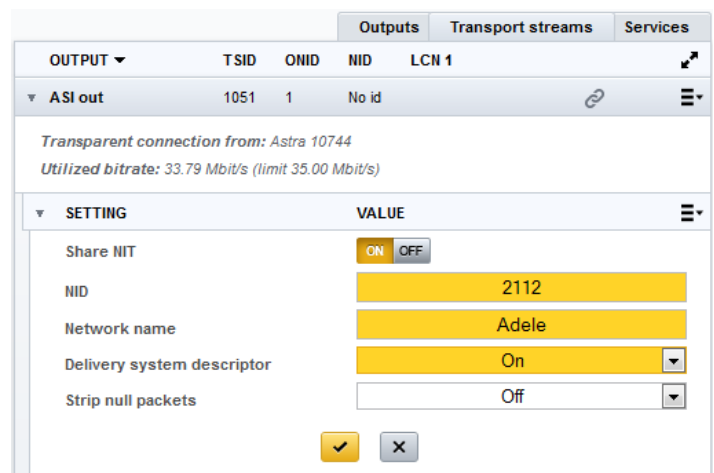 Outputs Transport streams Services
OUTPUT TSID ONID NID LCN 1
ASI out 1051 1 No id
Transparent connection from: Astra 10744
Utilized bitrate: 33.79 Mbit/s (limit 35.00 Mbit/s)
SETTING VALUE
Share NIT ON OFF
NID 2112
Network name Adele
Delivery system descriptor On
Strip null packets Off